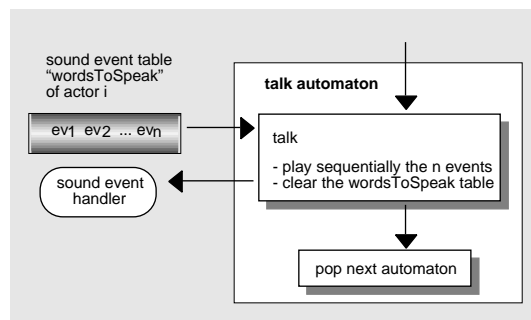 sound event table
“wordsToSpeak”
of actor i
ev1 ev2 ... evn
sound event
handler
talk automaton
talk
- play sequentially the n events
- clear the wordsToSpeak table
pop next automaton